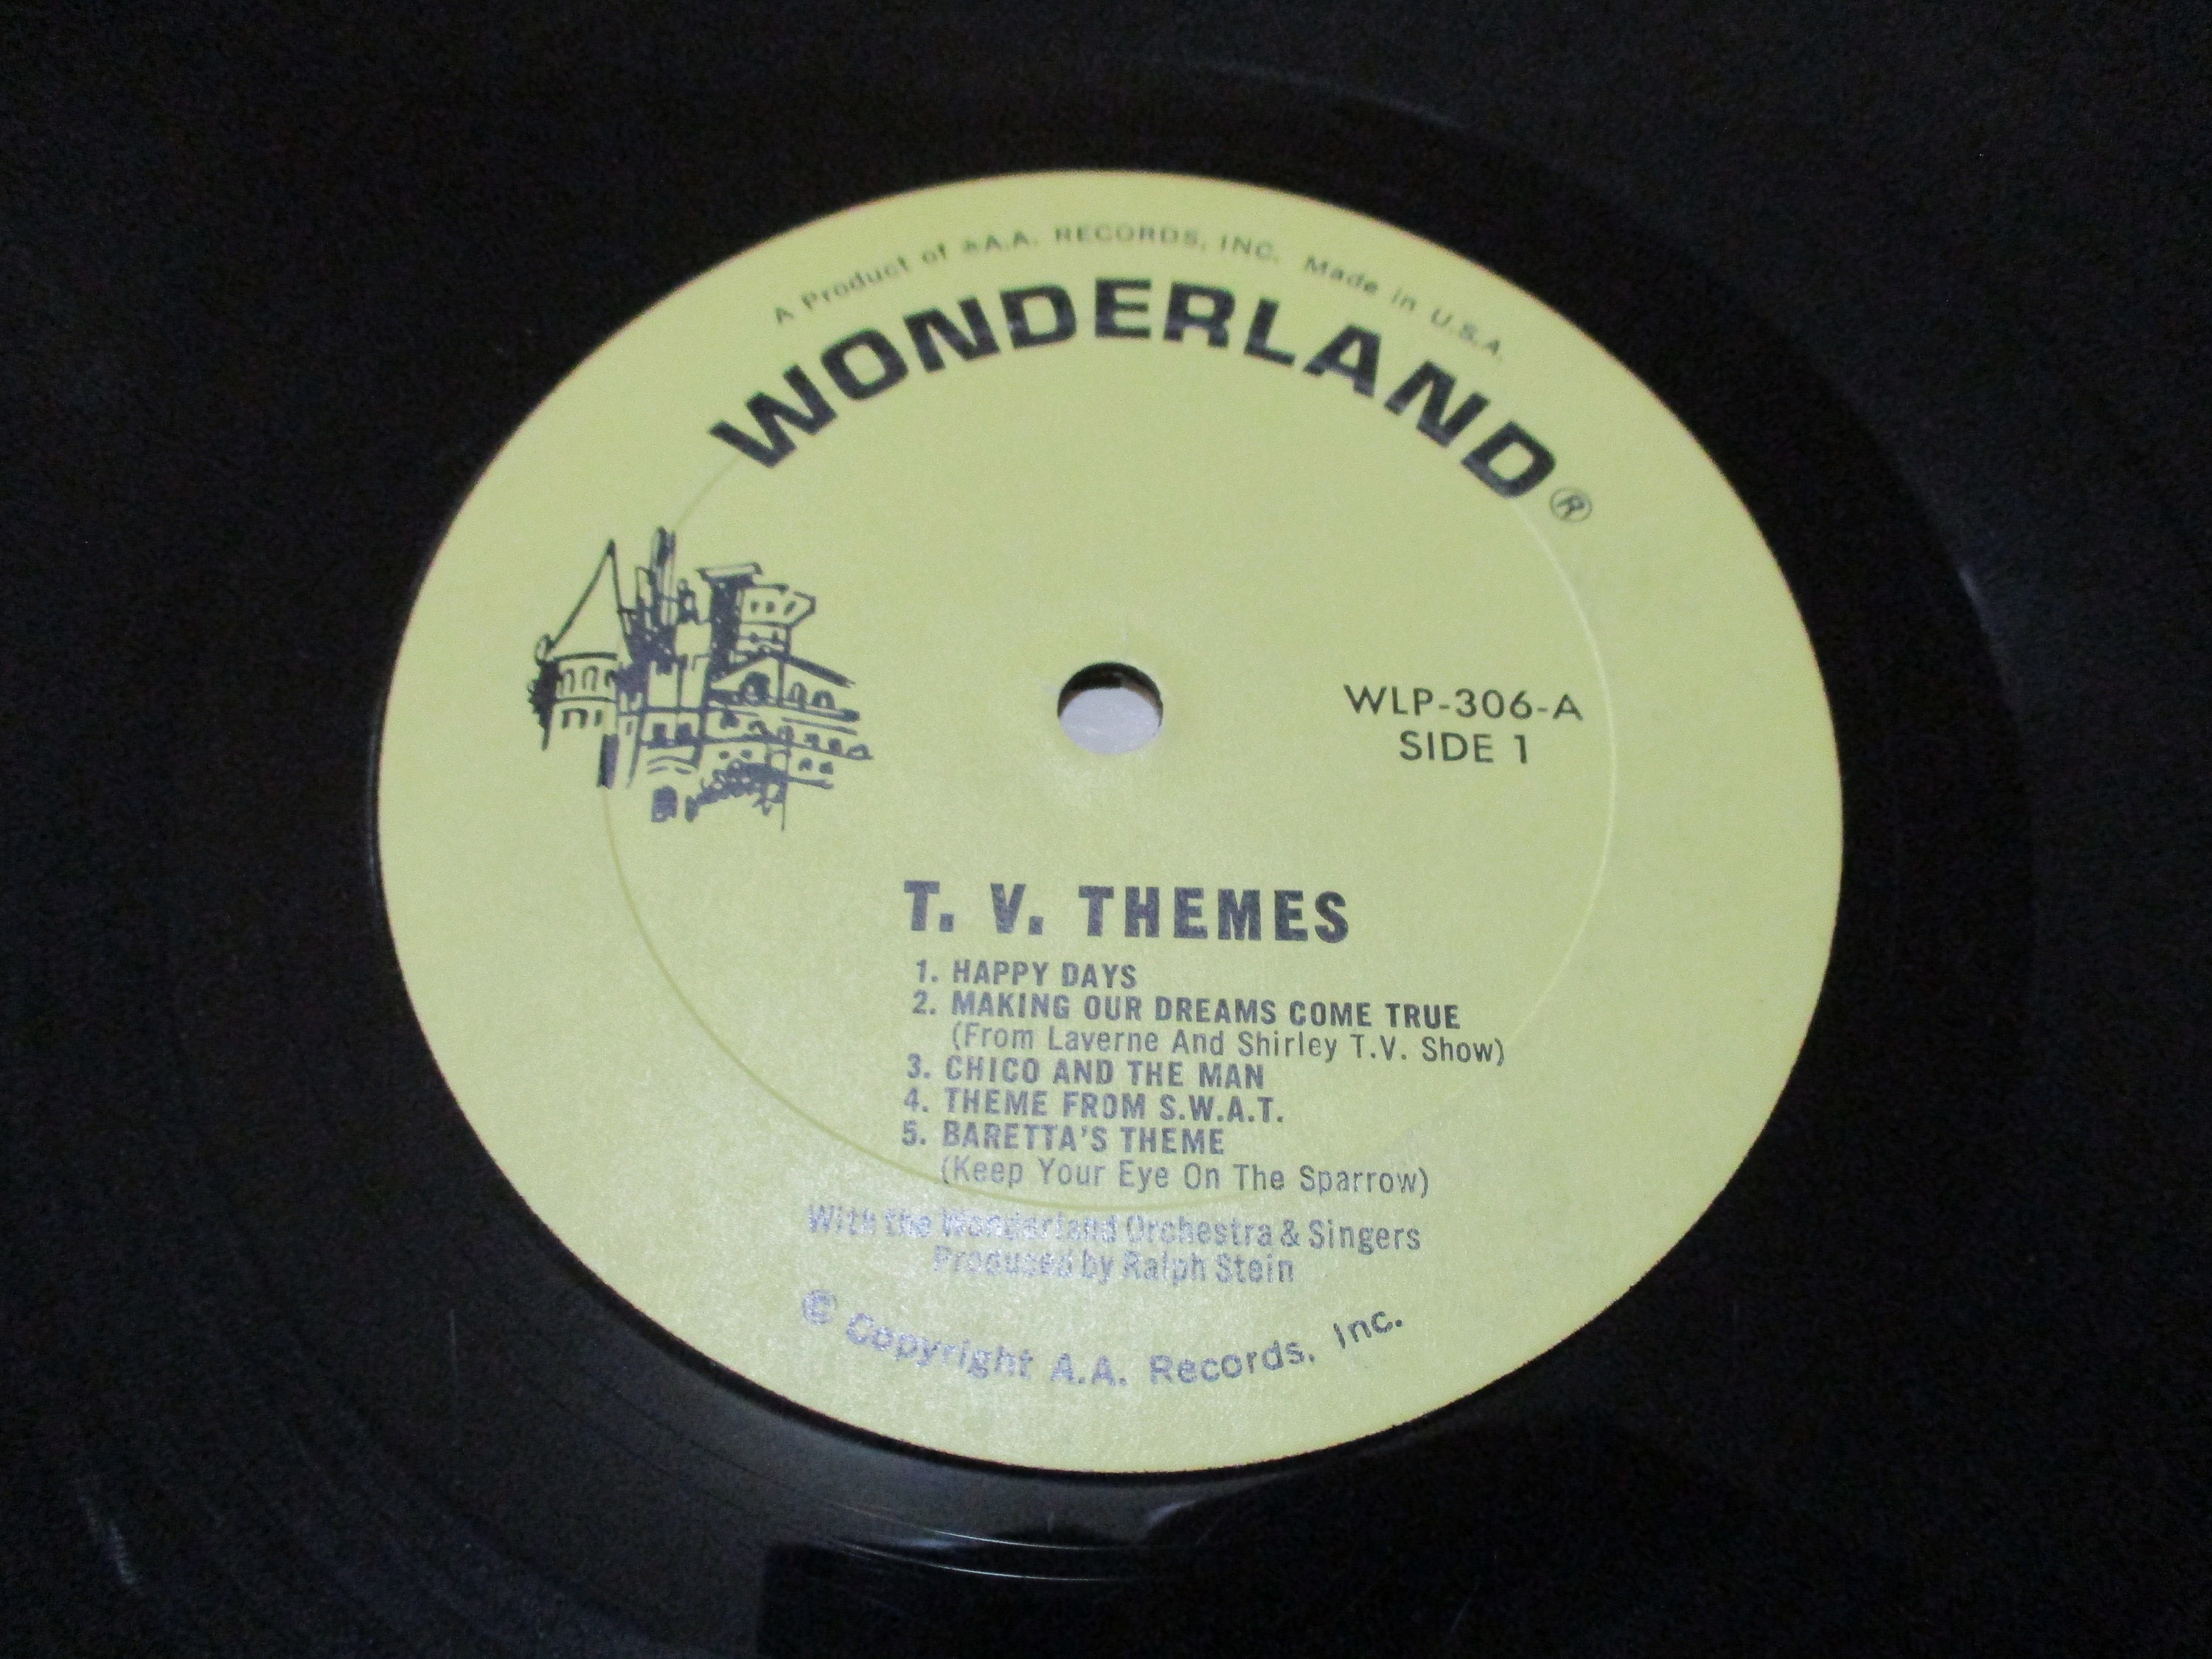 A Product of A.A. RECORDS, INC. Made in U.S.A.
WONDERLAND®
WLP-306-A
SIDE 1
T. V. THEMES
1. HAPPY DAYS
2. MAKING OUR DREAMS COME TRUE
(From Laverne And Shirley T.V. Show)
3. CHICO AND THE MAN
4. THEME FROM S.W.A.T.
5. BARETTA'S THEME
(Keep Your Eye On The Sparrow)
With the Wonderland Orchestra & Singers
Produced by Ralph Stein
© Copyright A.A. Records, Inc.